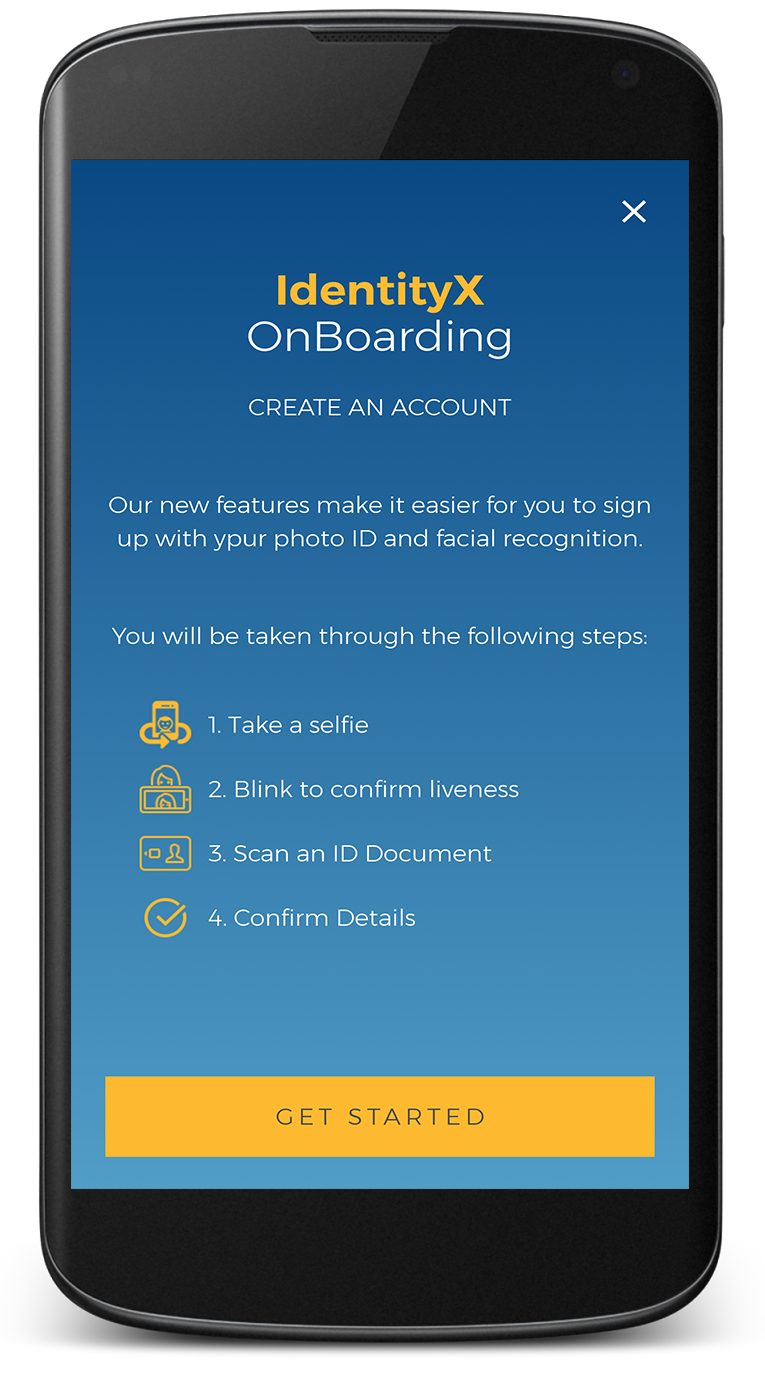 IdentityX
OnBoarding
CREATE AN ACCOUNT
Our new features make it easier for you to sign
up with ypur photo ID and facial recognition.
You will be taken through the following steps:
1. Take a selfie
2. Blink to confirm liveness
3. Scan an ID Document
4. Confirm Details
GET STARTED